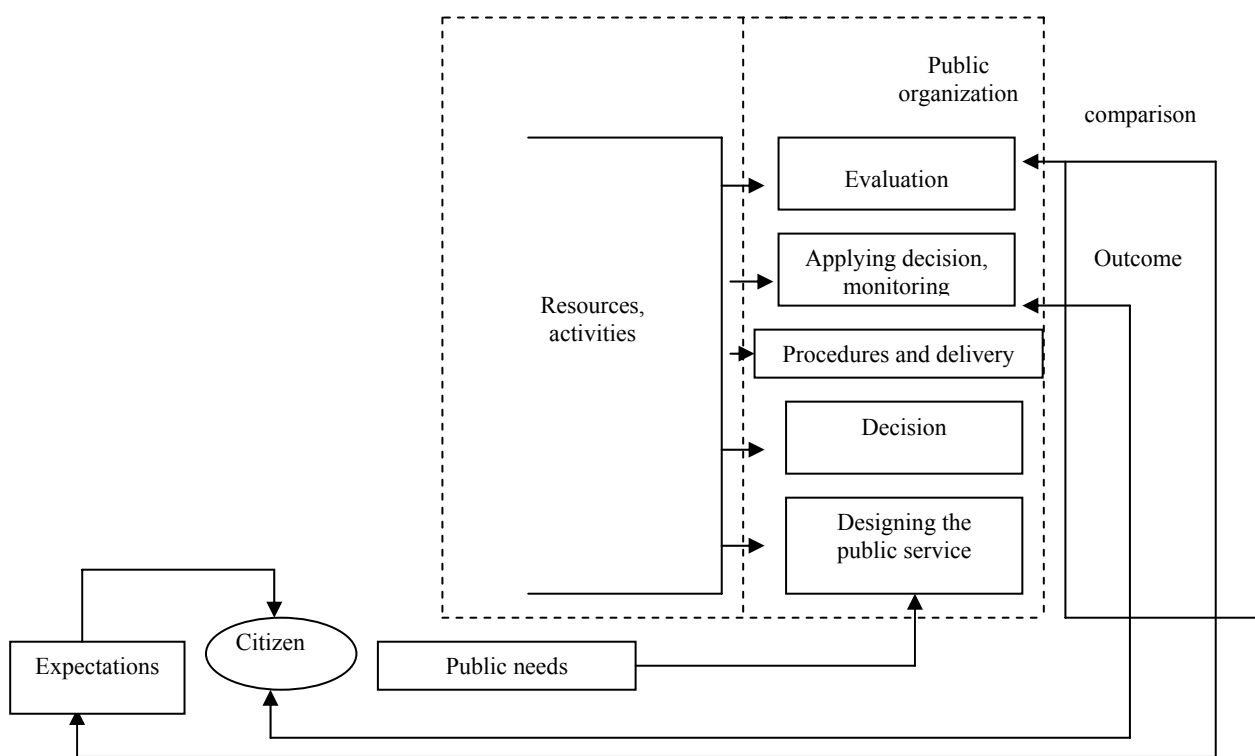 Public
organization
comparison
Evaluation
Applying decision,
monitoring
Outcome
Resources,
activities
Procedures and delivery
Decision
Designing the
public service
Citizen
Expectations
Public needs